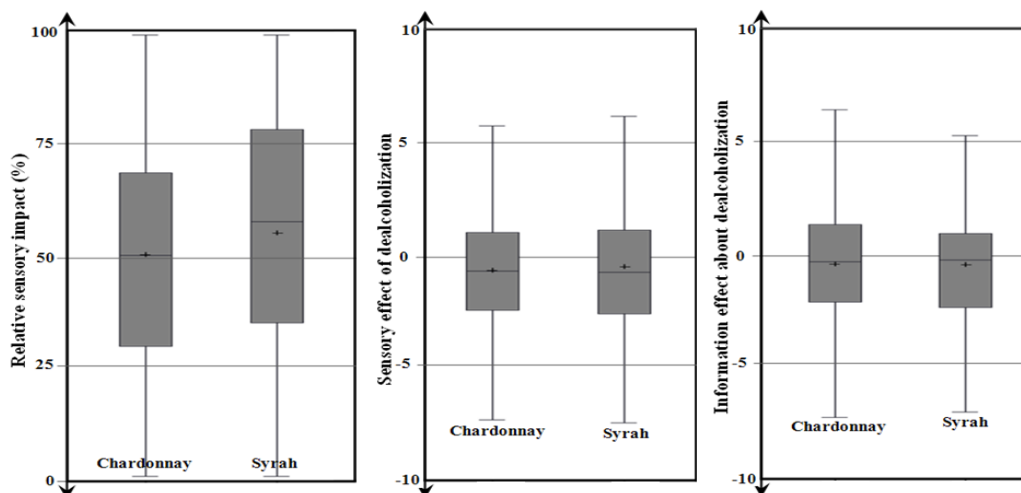 Relative sensory impact (%)
100
75
50
25
0
Chardonnay
Syrah
Sensory effect of dealcoholization
10
5
0
-5
-10
Chardonnay
Syrah
Information effect about dealcoholization
10
5
0
-5
-10
Chardonnay
Syrah